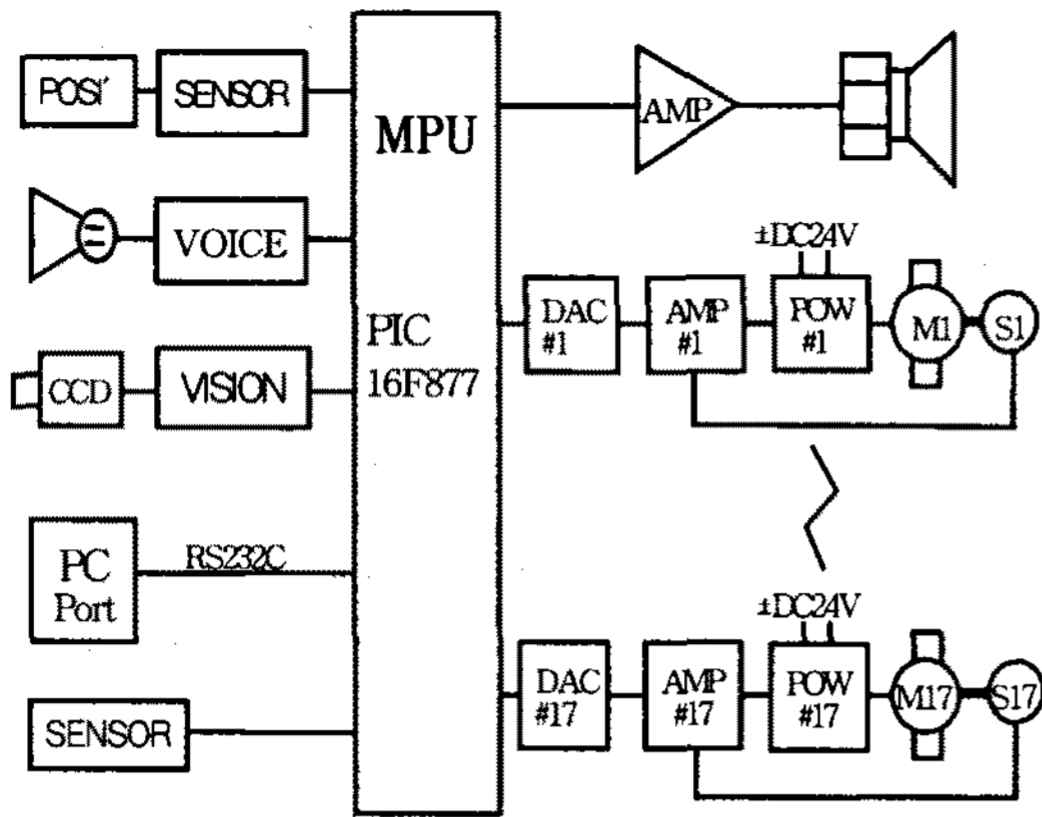 POSI'
SENSOR
MPU
AMP
VOICE
±DC24V
DAC
#1
AMP
#1
POW
#1
M1
S1
PIC
16F877
CCD
VISION
PC
Port
RS232C
±DC24V
DAC
#17
AMP
#17
POW
#17
M17
S17
SENSOR